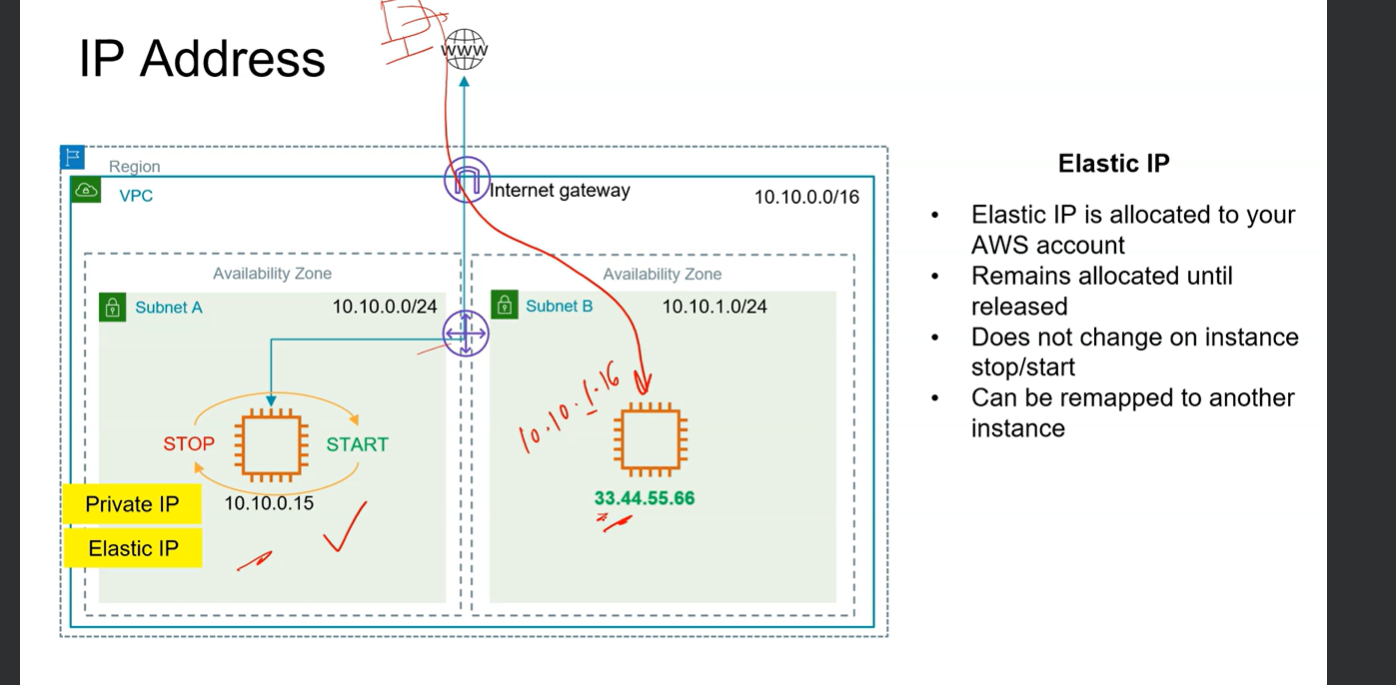 IP Address
WWW
Region
VPC
Internet gateway
10.10.0.0/16
Availability Zone
Availability Zone
Subnet A
10.10.0.0/24
Subnet B
10.10.1.0/24
10.10.1.16
STOP
START
Private IP
10.10.0.15
33.44.55.66
Elastic IP
Elastic IP
• Elastic IP is allocated to your
AWS account
• Remains allocated until
released
• Does not change on instance
stop/start
• Can be remapped to another
instance